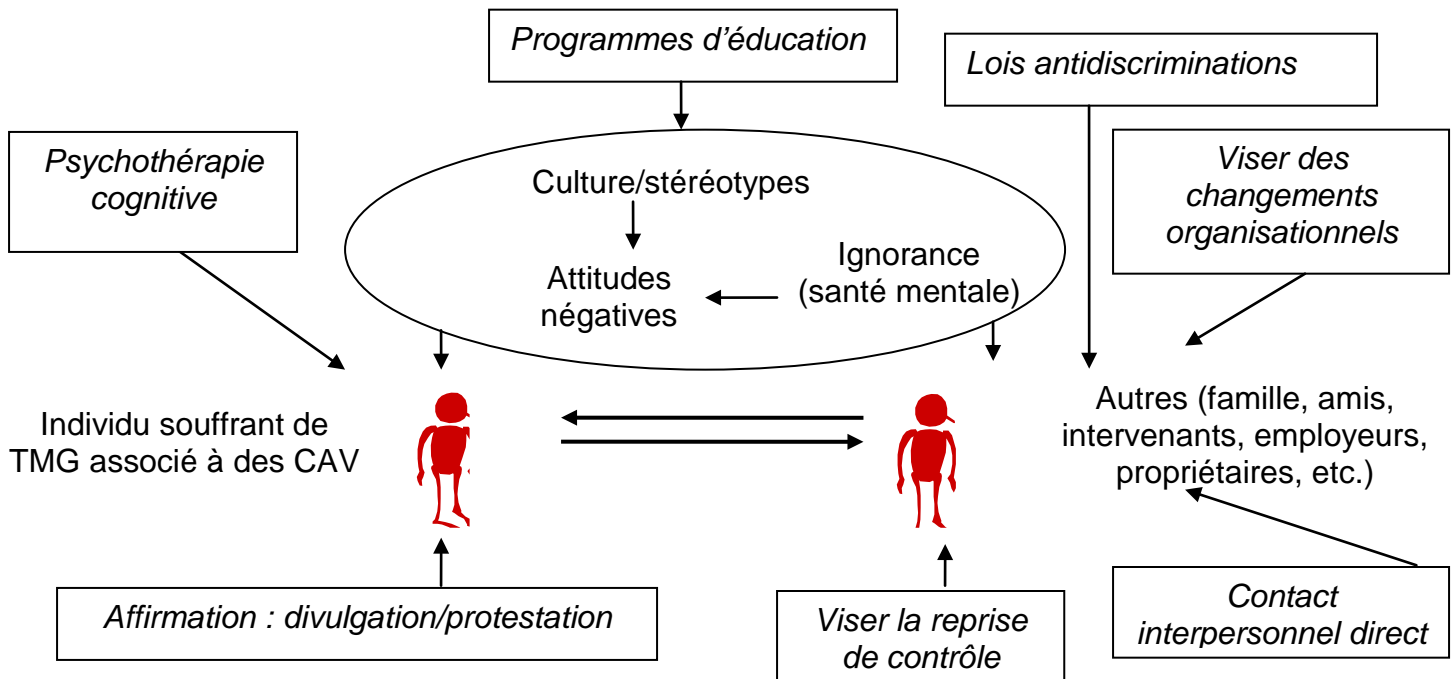 Programmes d’éducation
Lois antidiscriminations
Psychothérapie
cognitive
Culture/stéréotypes
Attitudes
négatives
Ignorance
(santé mentale)
Viser des
changements
organisationnels
Individu souffrant de
TMG associé à des CAV
Autres (famille, amis,
intervenants, employeurs,
propriétaires, etc.)
Affirmation : divulgation/protestation
Viser la reprise
de contrôle
Contact
interpersonnel direct